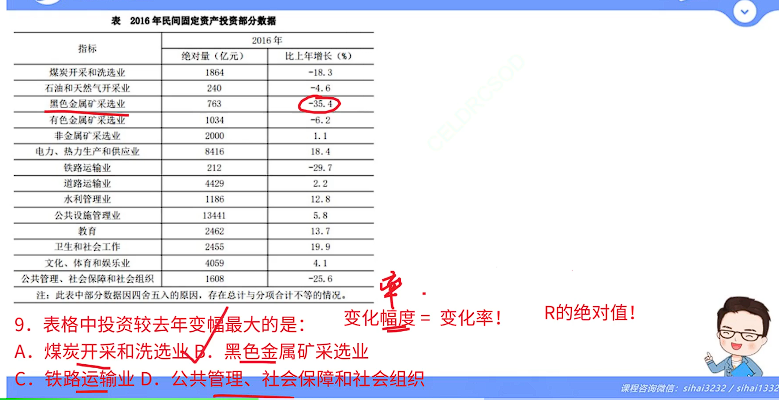 表 2016年民间固定资产投资部分数据
指标 2016年
绝对量（亿元） 比上年增长（%）
煤炭开采和洗选业 1864 -18.3
石油和天然气开采业 240 -4.6
黑色金属矿采选业 763 -35.4
有色金属矿采选业 1034 -6.2
非金属矿采选业 2000 1.1
电力、热力生产和供应业 8416 18.4
铁路运输业 212 -29.7
道路运输业 4429 2.2
水利管理业 1186 12.8
公共设施管理业 13441 5.8
教育 2462 13.7
卫生和社会工作 2455 19.9
文化、体育和娱乐业 4059 4.1
公共管理、社会保障和社会组织 1608 -25.6
注：此表中部分数据因四舍五入的原因，存在总计与分项合计不等的情况。
率
9．表格中投资较去年变幅最大的是：
变化幅度 = 变化率！
R的绝对值！
A．煤炭开采和洗选业 B．黑色金属矿采选业
C．铁路运输业 D．公共管理、社会保障和社会组织
课程咨询微信：sihai3232 / sihai1332
GELDRCSOD